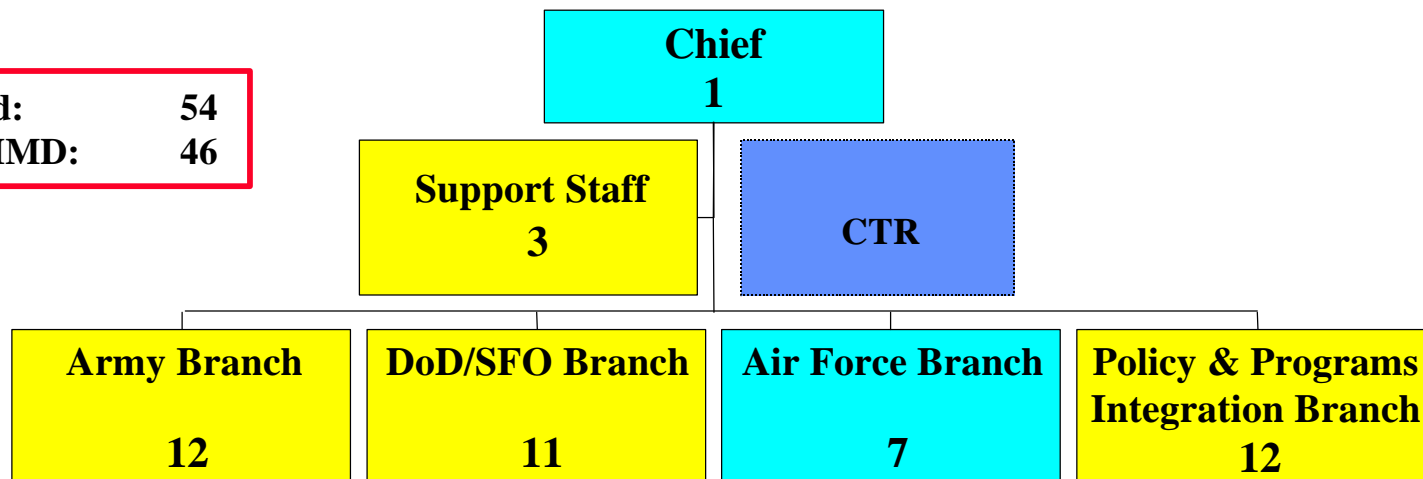 Chief
1
d: 54
IMD: 46
Support Staff
3
CTR
Army Branch
12
DoD/SFO Branch
11
Air Force Branch
7
Policy & Programs
Integration Branch
12